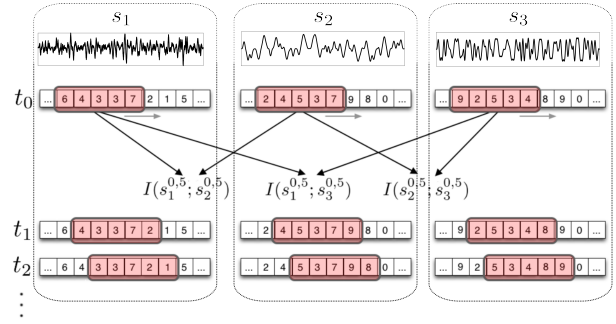 s₁ s₂ s₃
t₀ ... 6 4 3 3 7 2 1 5 ... ... 2 4 5 3 7 9 8 0 ... ... 9 2 5 3 4 8 9 0 ...
I(s₁^{0,5}; s₂^{0,5}) I(s₁^{0,5}; s₃^{0,5}) I(s₂^{0,5}; s₃^{0,5})
t₁ ... 6 4 3 3 7 2 1 5 ... ... 2 4 5 3 7 9 8 0 ... ... 9 2 5 3 4 8 9 0 ...
t₂ ... 6 4 3 3 7 2 1 5 ... ... 2 4 5 3 7 9 8 0 ... ... 9 2 5 3 4 8 9 0 ...
⋮